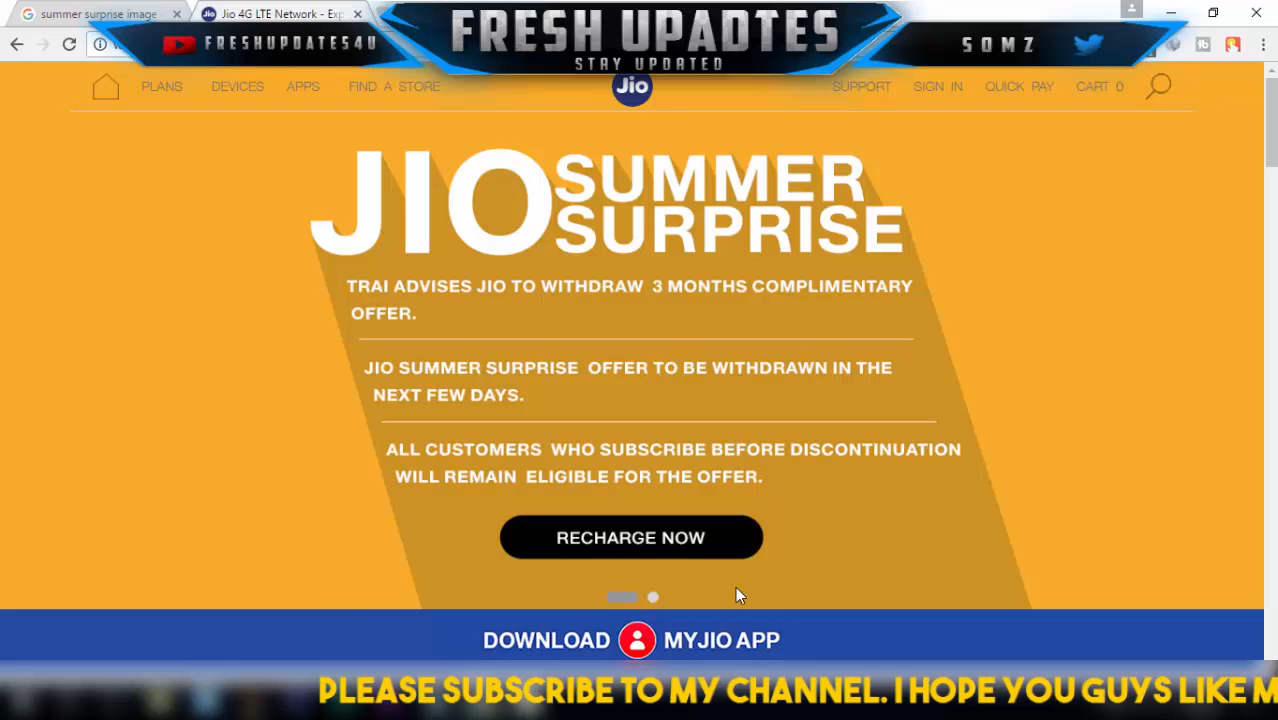 summer surprise image
Jio 4G LTE Network - Exp
FRESH UPADTES
STAY UPDATED
FRESHUPDATES4U
SOMZ
PLANS DEVICES APPS FIND A STORE Jio SUPPORT SIGN IN QUICK PAY CART 0
JIO SUMMER
SURPRISE
TRAI ADVISES JIO TO WITHDRAW 3 MONTHS COMPLIMENTARY
OFFER.
JIO SUMMER SURPRISE OFFER TO BE WITHDRAWN IN THE
NEXT FEW DAYS.
ALL CUSTOMERS WHO SUBSCRIBE BEFORE DISCONTINUATION
WILL REMAIN ELIGIBLE FOR THE OFFER.
RECHARGE NOW
DOWNLOAD MYJIO APP
PLEASE SUBSCRIBE TO MY CHANNEL. I HOPE YOU GUYS LIKE M